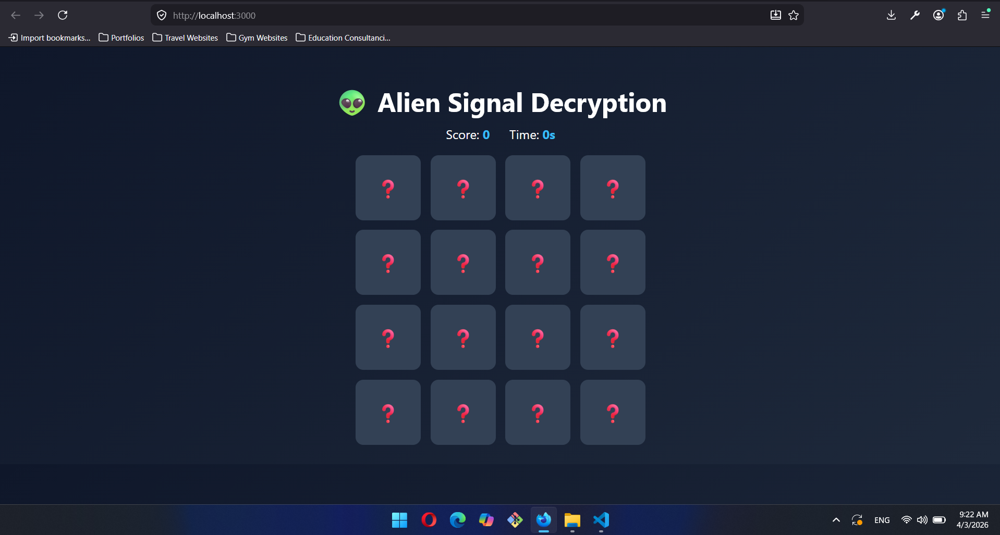 http://localhost:3000
Import bookmarks... Portfolios Travel Websites Gym Websites Education Consultanci...
👽 Alien Signal Decryption
Score: 0 Time: 0s
❓ ❓ ❓ ❓
❓ ❓ ❓ ❓
❓ ❓ ❓ ❓
❓ ❓ ❓ ❓
ENG
9:22 AM
4/3/2026